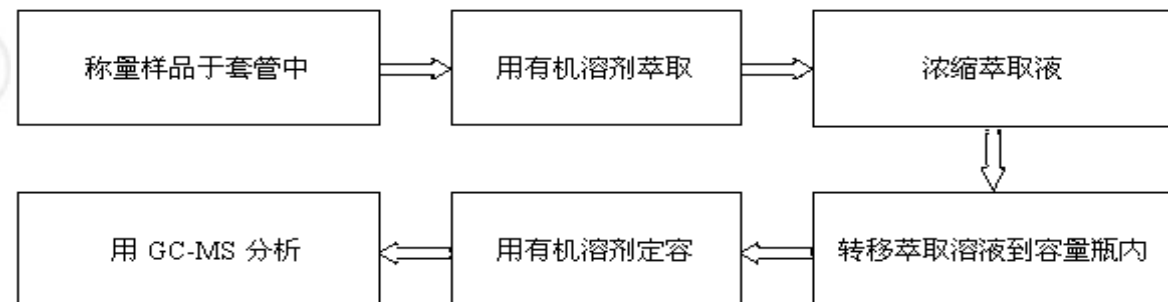 称量样品于套管中
用有机溶剂萃取
浓缩萃取液
转移萃取溶液到容量瓶内
用有机溶剂定容
用 GC-MS 分析